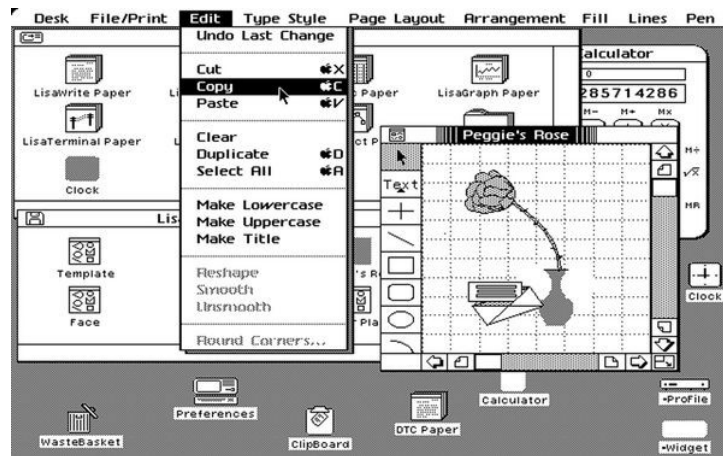 Desk File/Print Edit Type Style Page Layout Arrangement Fill Lines Pen
Undo Last Change
Cut X
Copy C
Paste V
Clear
Duplicate D
Select All A
Make Lowercase
Make Uppercase
Make Title
Reshape
Smooth
Unsmooth
Round Corners...
LisaWrite Paper
Paper
LisaGraph Paper
LisaTerminal Paper
Clock
Calculator
0
285714286
M- M+ Mx
M÷
√x
MR
Peggie's Rose
Text
Lis
Template
Face
Clock
Preferences
Calculator
-ProFile
WasteBasket
ClipBoard
DTC Paper
-Widget